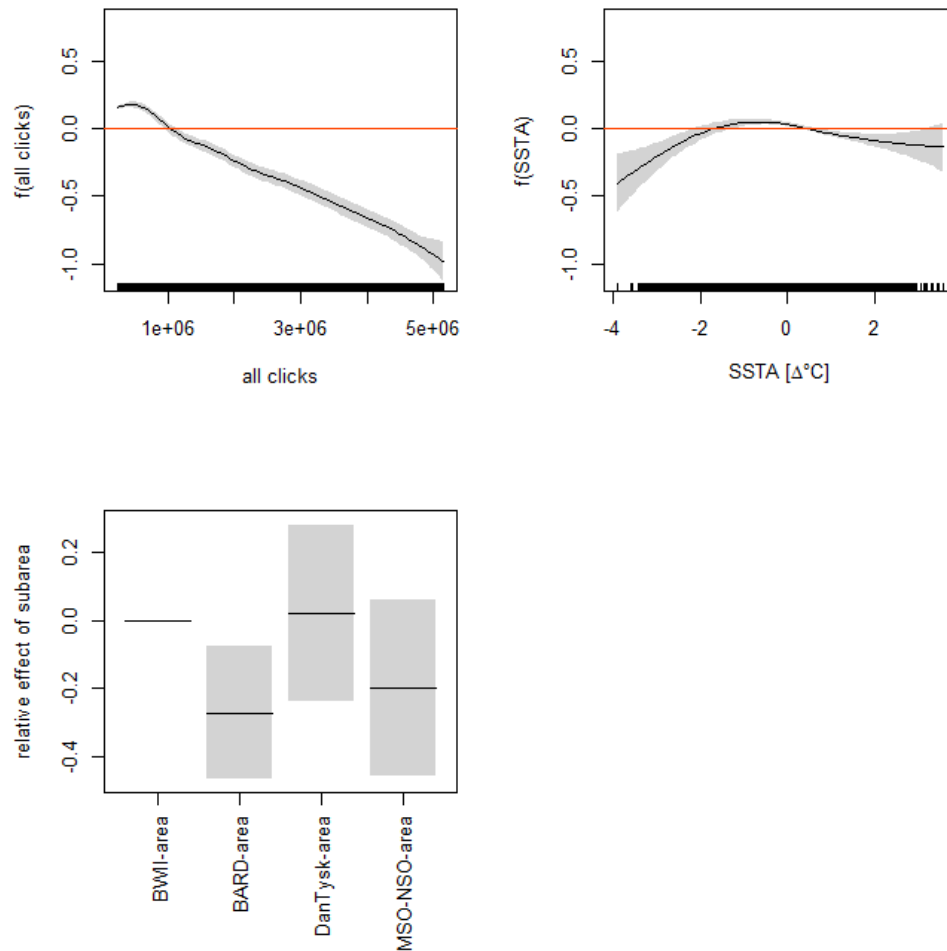 0.5
0.0
-0.5
-1.0
f(all clicks)
1e+06
3e+06
5e+06
all clicks
0.5
0.0
-0.5
-1.0
f(SSTA)
-4
-2
0
2
SSTA [Δ°C]
0.2
0.0
-0.2
-0.4
relative effect of subarea
BWII-area
BARD-area
DanTysk-area
MSO-NSO-area